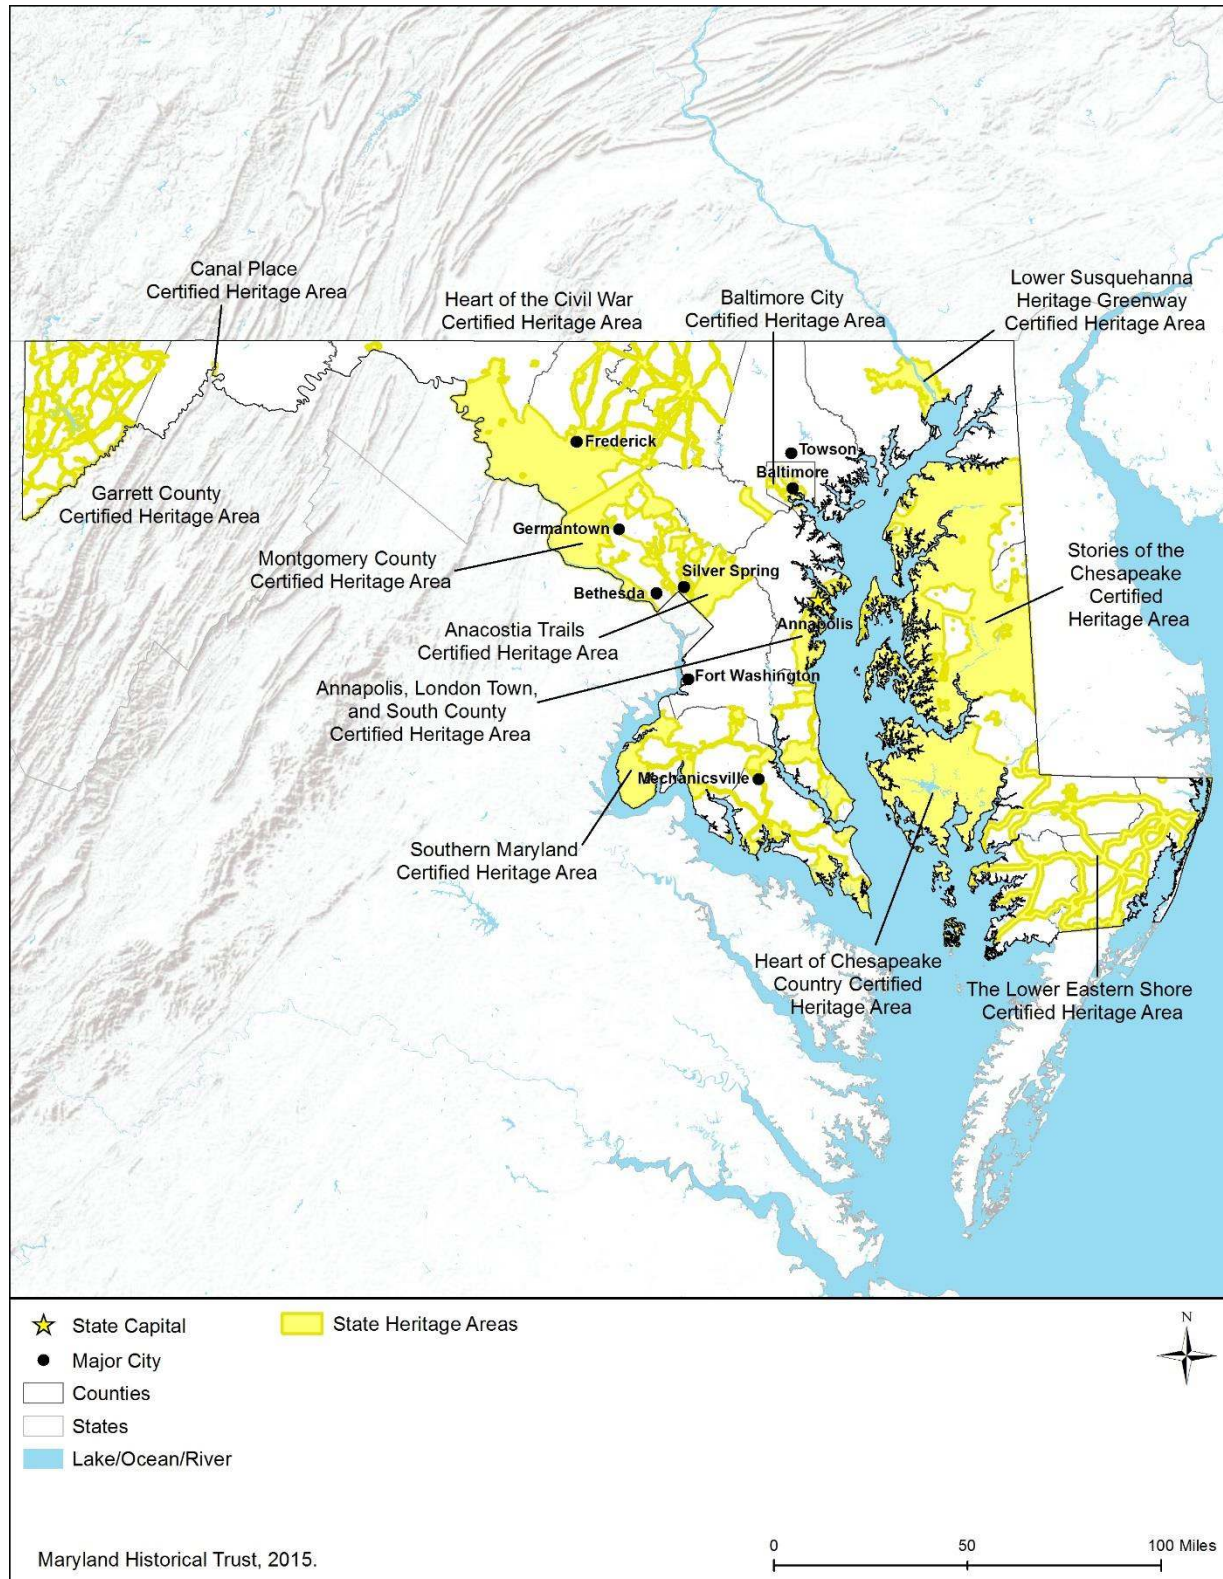 Canal Place
Certified Heritage Area
Heart of the Civil War
Certified Heritage Area
Baltimore City
Certified Heritage Area
Lower Susquehanna
Heritage Greenway
Certified Heritage Area
Frederick
Towson
Baltimore
Garrett County
Certified Heritage Area
Germantown
Montgomery County
Certified Heritage Area
Silver Spring
Bethesda
Stories of the
Chesapeake
Certified
Heritage Area
Anacostia Trails
Certified Heritage Area
Annapolis
Annapolis, London Town,
and South County
Certified Heritage Area
Fort Washington
Mechanicsville
Southern Maryland
Certified Heritage Area
Heart of Chesapeake
Country Certified
Heritage Area
The Lower Eastern Shore
Certified Heritage Area
State Capital
State Heritage Areas
Major City
Counties
States
Lake/Ocean/River
N
Maryland Historical Trust, 2015.
0 50 100 Miles